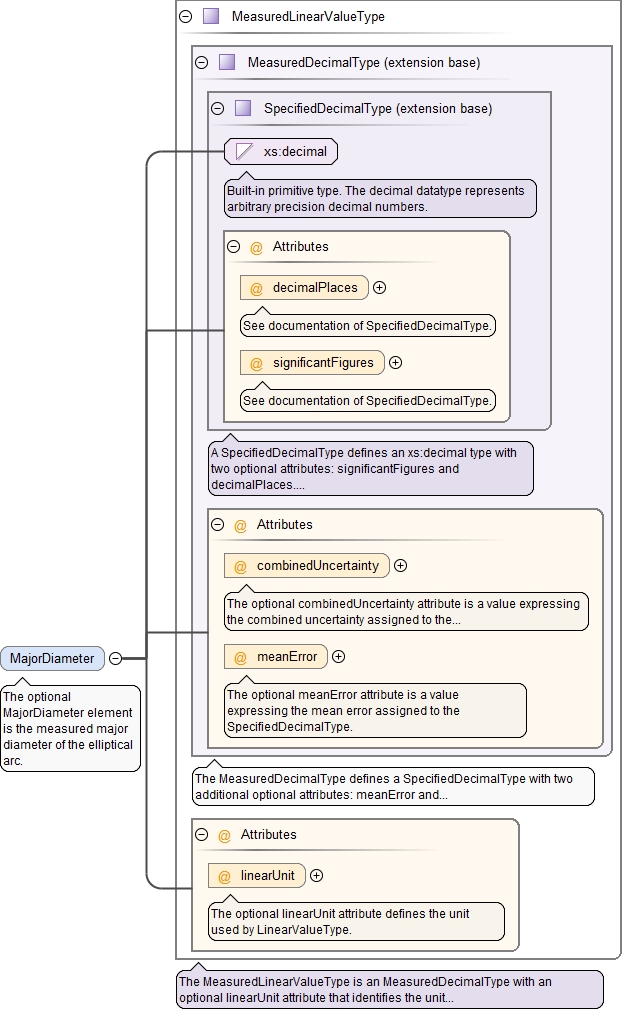 MeasuredLinearValueType
MeasuredDecimalType (extension base)
SpecifiedDecimalType (extension base)
xs:decimal
Built-in primitive type. The decimal datatype represents
arbitrary precision decimal numbers.
@ Attributes
@ decimalPlaces
See documentation of SpecifiedDecimalType.
@ significantFigures
See documentation of SpecifiedDecimalType.
A SpecifiedDecimalType defines an xs:decimal type with
two optional attributes: significantFigures and
decimalPlaces....
@ Attributes
@ combinedUncertainty
The optional combinedUncertainty attribute is a value expressing
the combined uncertainty assigned to the...
@ meanError
The optional meanError attribute is a value
expressing the mean error assigned to the
SpecifiedDecimalType.
MajorDiameter
The optional
MajorDiameter element
is the measured major
diameter of the elliptical
arc.
The MeasuredDecimalType defines a SpecifiedDecimalType with two
additional optional attributes: meanError and...
@ Attributes
@ linearUnit
The optional linearUnit attribute defines the unit
used by LinearValueType.
The MeasuredLinearValueType is an MeasuredDecimalType with an
optional linearUnit attribute that identifies the unit...